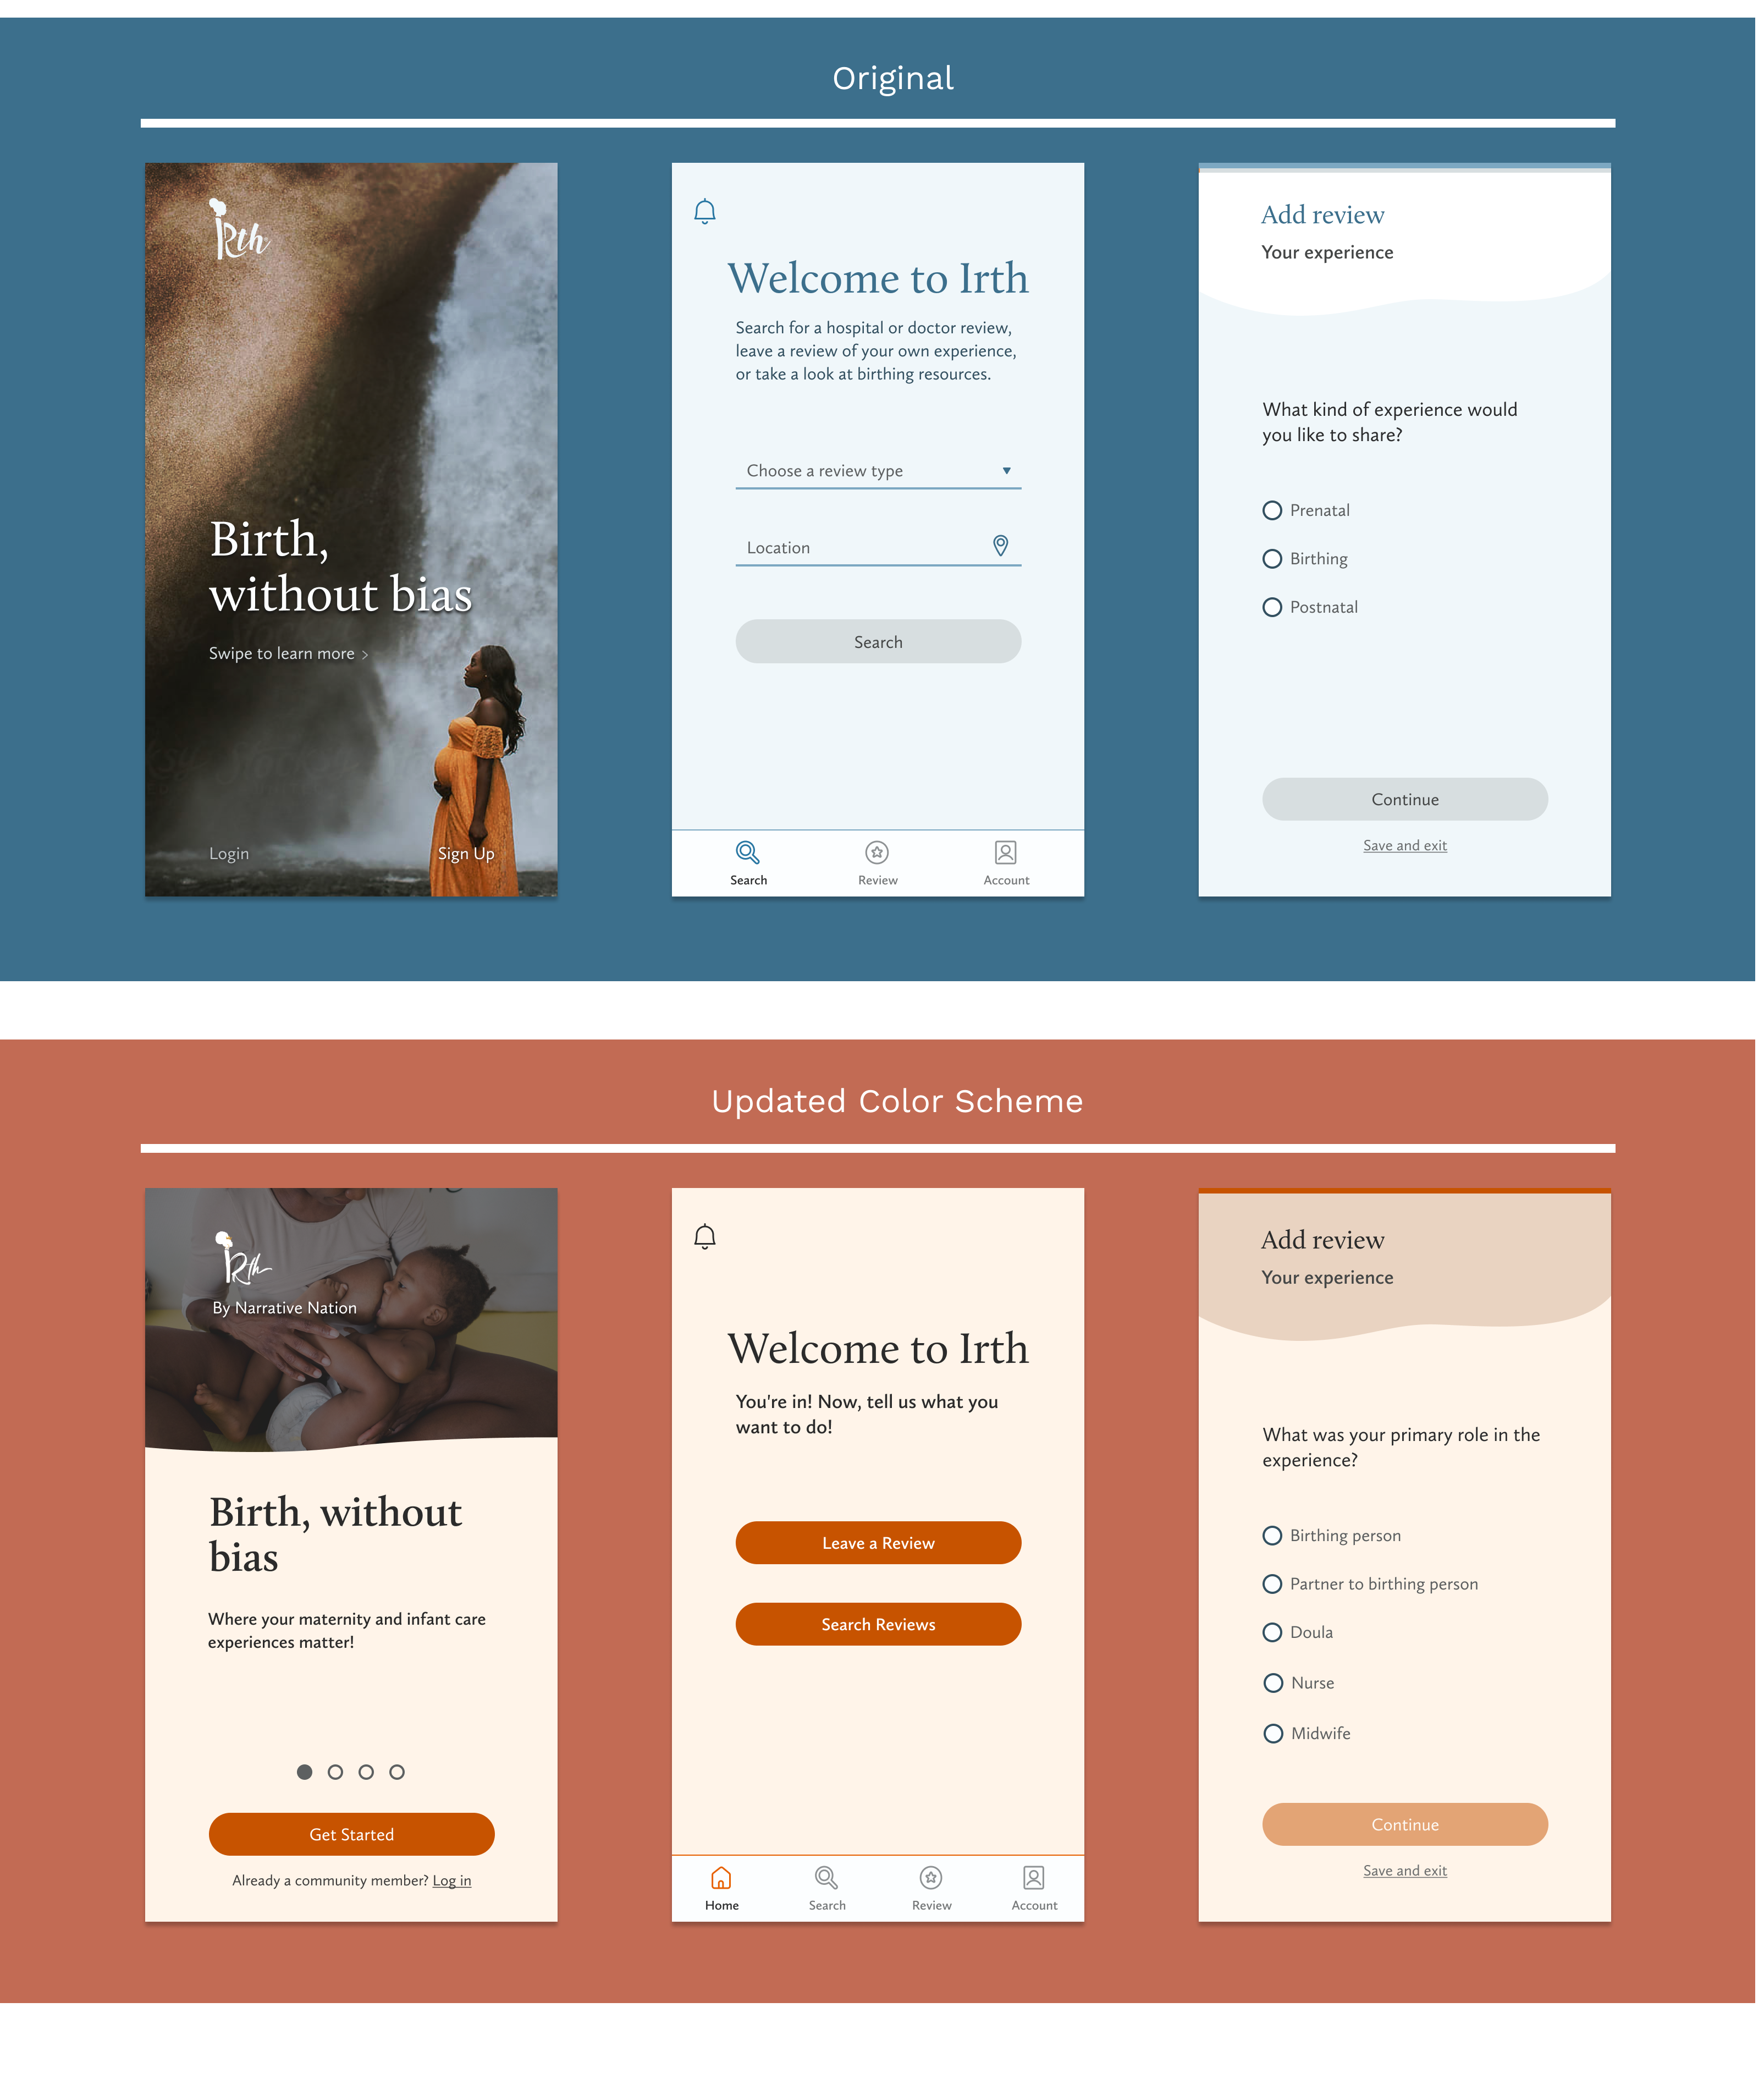 Original
Irth
Birth,
without bias
Swipe to learn more >
Login
Sign Up
Welcome to Irth
Search for a hospital or doctor review,
leave a review of your own experience,
or take a look at birthing resources.
Choose a review type
Location
Search
Search
Review
Account
Add review
Your experience
What kind of experience would
you like to share?
Prenatal
Birthing
Postnatal
Continue
Save and exit
Updated Color Scheme
Irth
By Narrative Nation
Birth, without
bias
Where your maternity and infant care
experiences matter!
Get Started
Already a community member? Log in
Welcome to Irth
You're in! Now, tell us what you
want to do!
Leave a Review
Search Reviews
Home
Search
Review
Account
Add review
Your experience
What was your primary role in the
experience?
Birthing person
Partner to birthing person
Doula
Nurse
Midwife
Continue
Save and exit